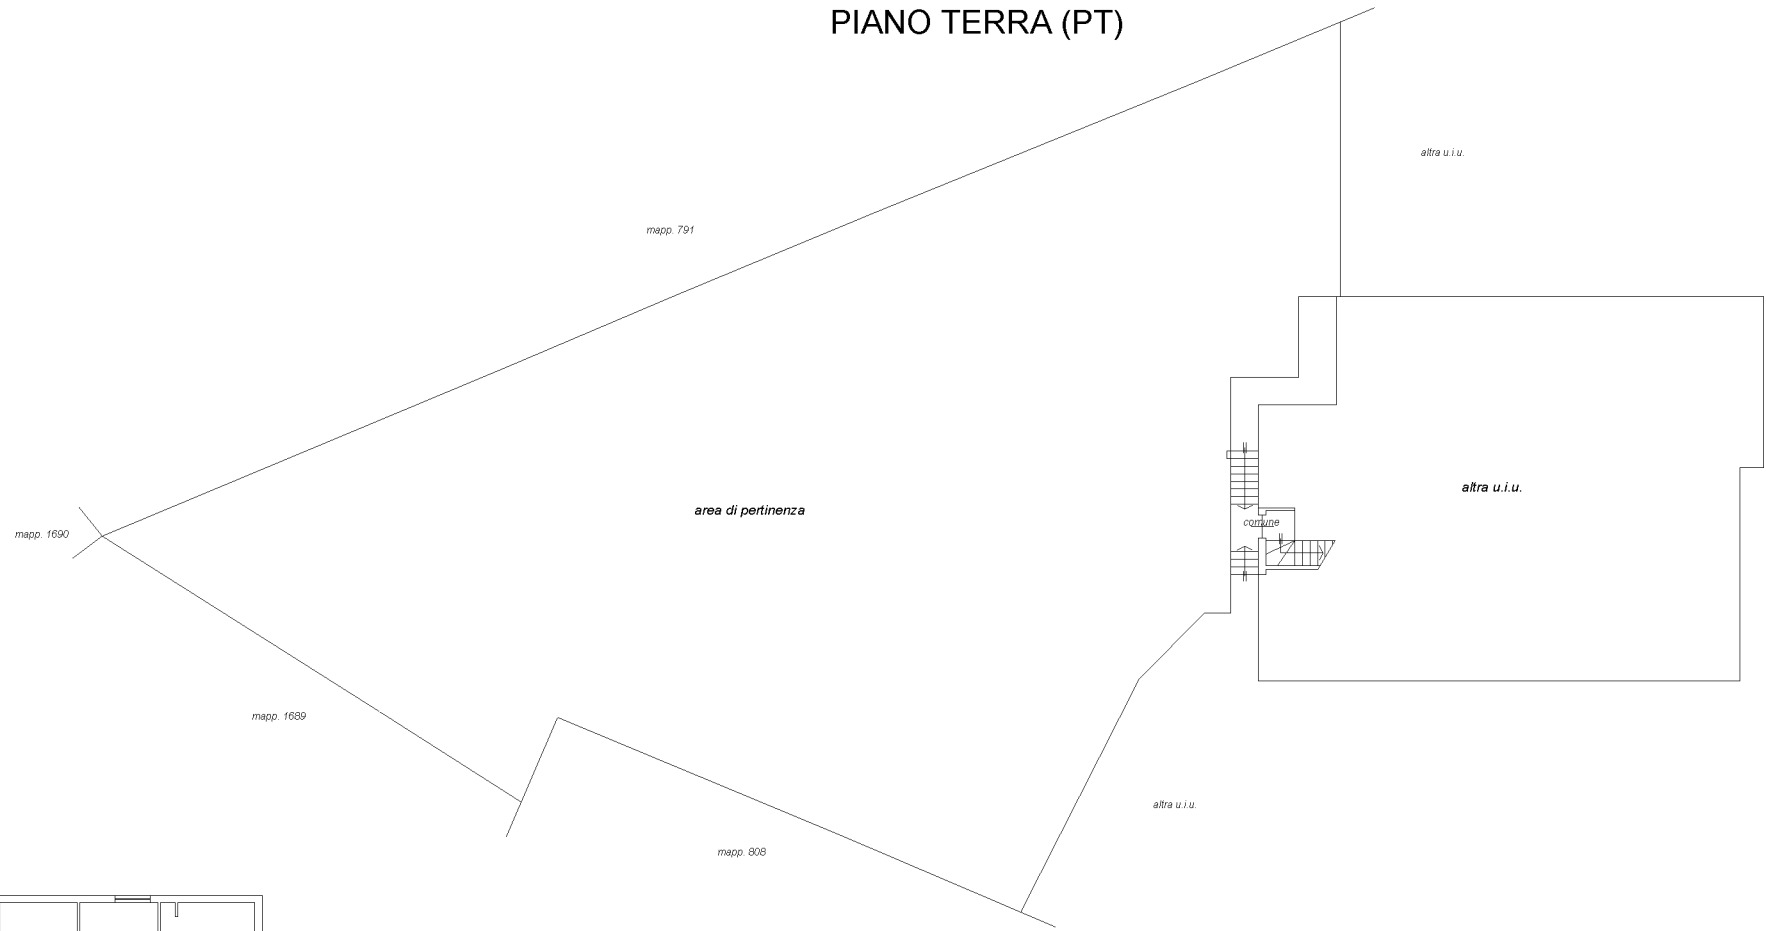 PIANO TERRA (PT)
altra u.i.u.
mapp. 791
altra u.i.u.
area di pertinenza
comune
mapp. 1690
mapp. 1689
altra u.i.u.
mapp. 808